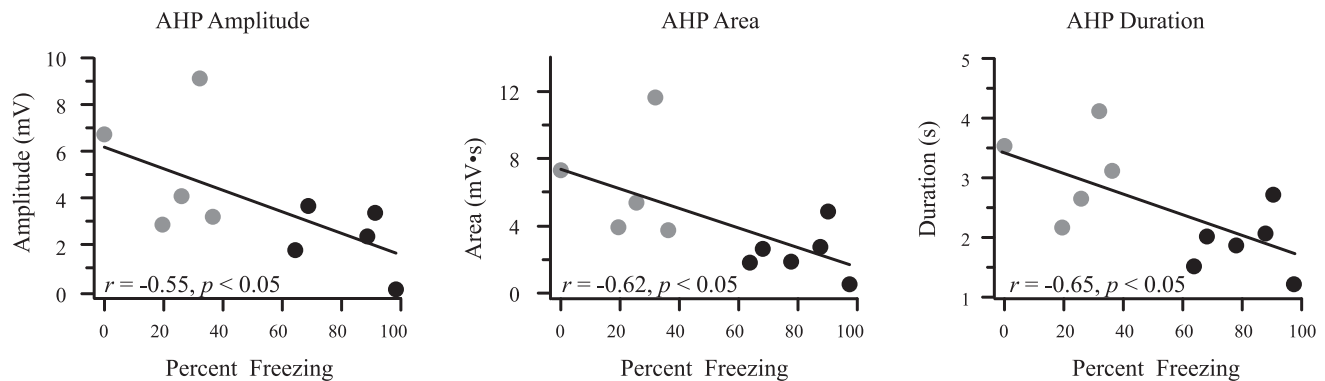 AHP Amplitude
10
8
6
4
2
0
Amplitude (mV)
r = -0.55, p < 0.05
0 20 40 60 80 100
Percent Freezing
AHP Area
12
8
4
0
Area (mV•s)
r = -0.62, p < 0.05
0 20 40 60 80 100
Percent Freezing
AHP Duration
5
4
3
2
1
Duration (s)
r = -0.65, p < 0.05
0 20 40 60 80 100
Percent Freezing